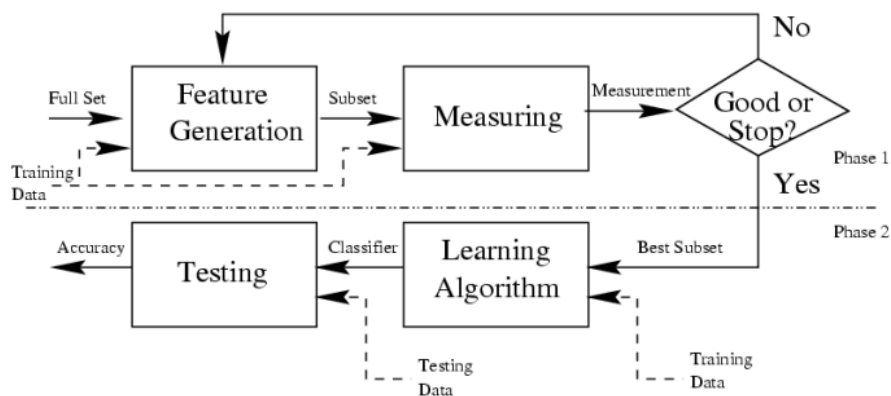 No
Full Set
Feature
Generation
Subset
Measuring
Measurement
Good or
Stop?
Training
Data
Phase 1
Yes
Phase 2
Accuracy
Testing
Classifier
Learning
Algorithm
Best Subset
Testing
Data
Training
Data